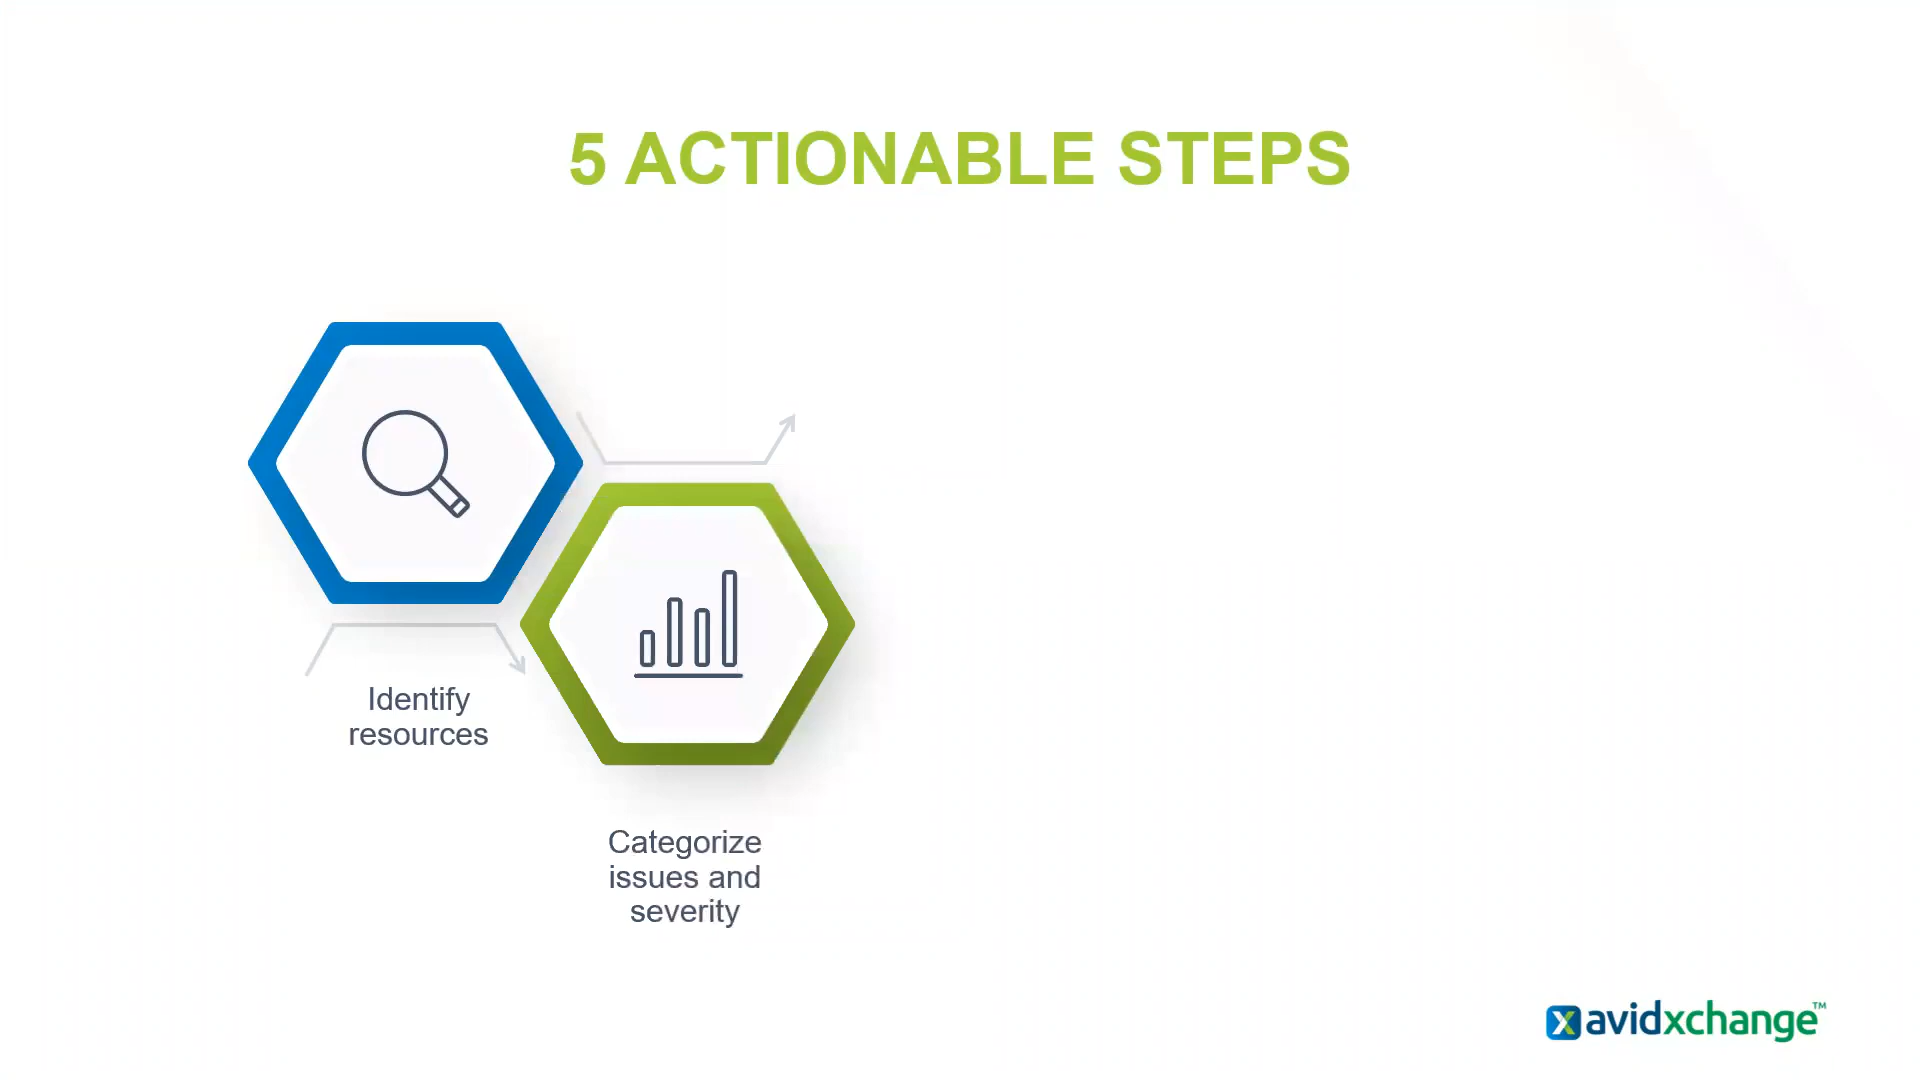 5 ACTIONABLE STEPS
Identify
resources
Categorize
issues and
severity
avidxchange™